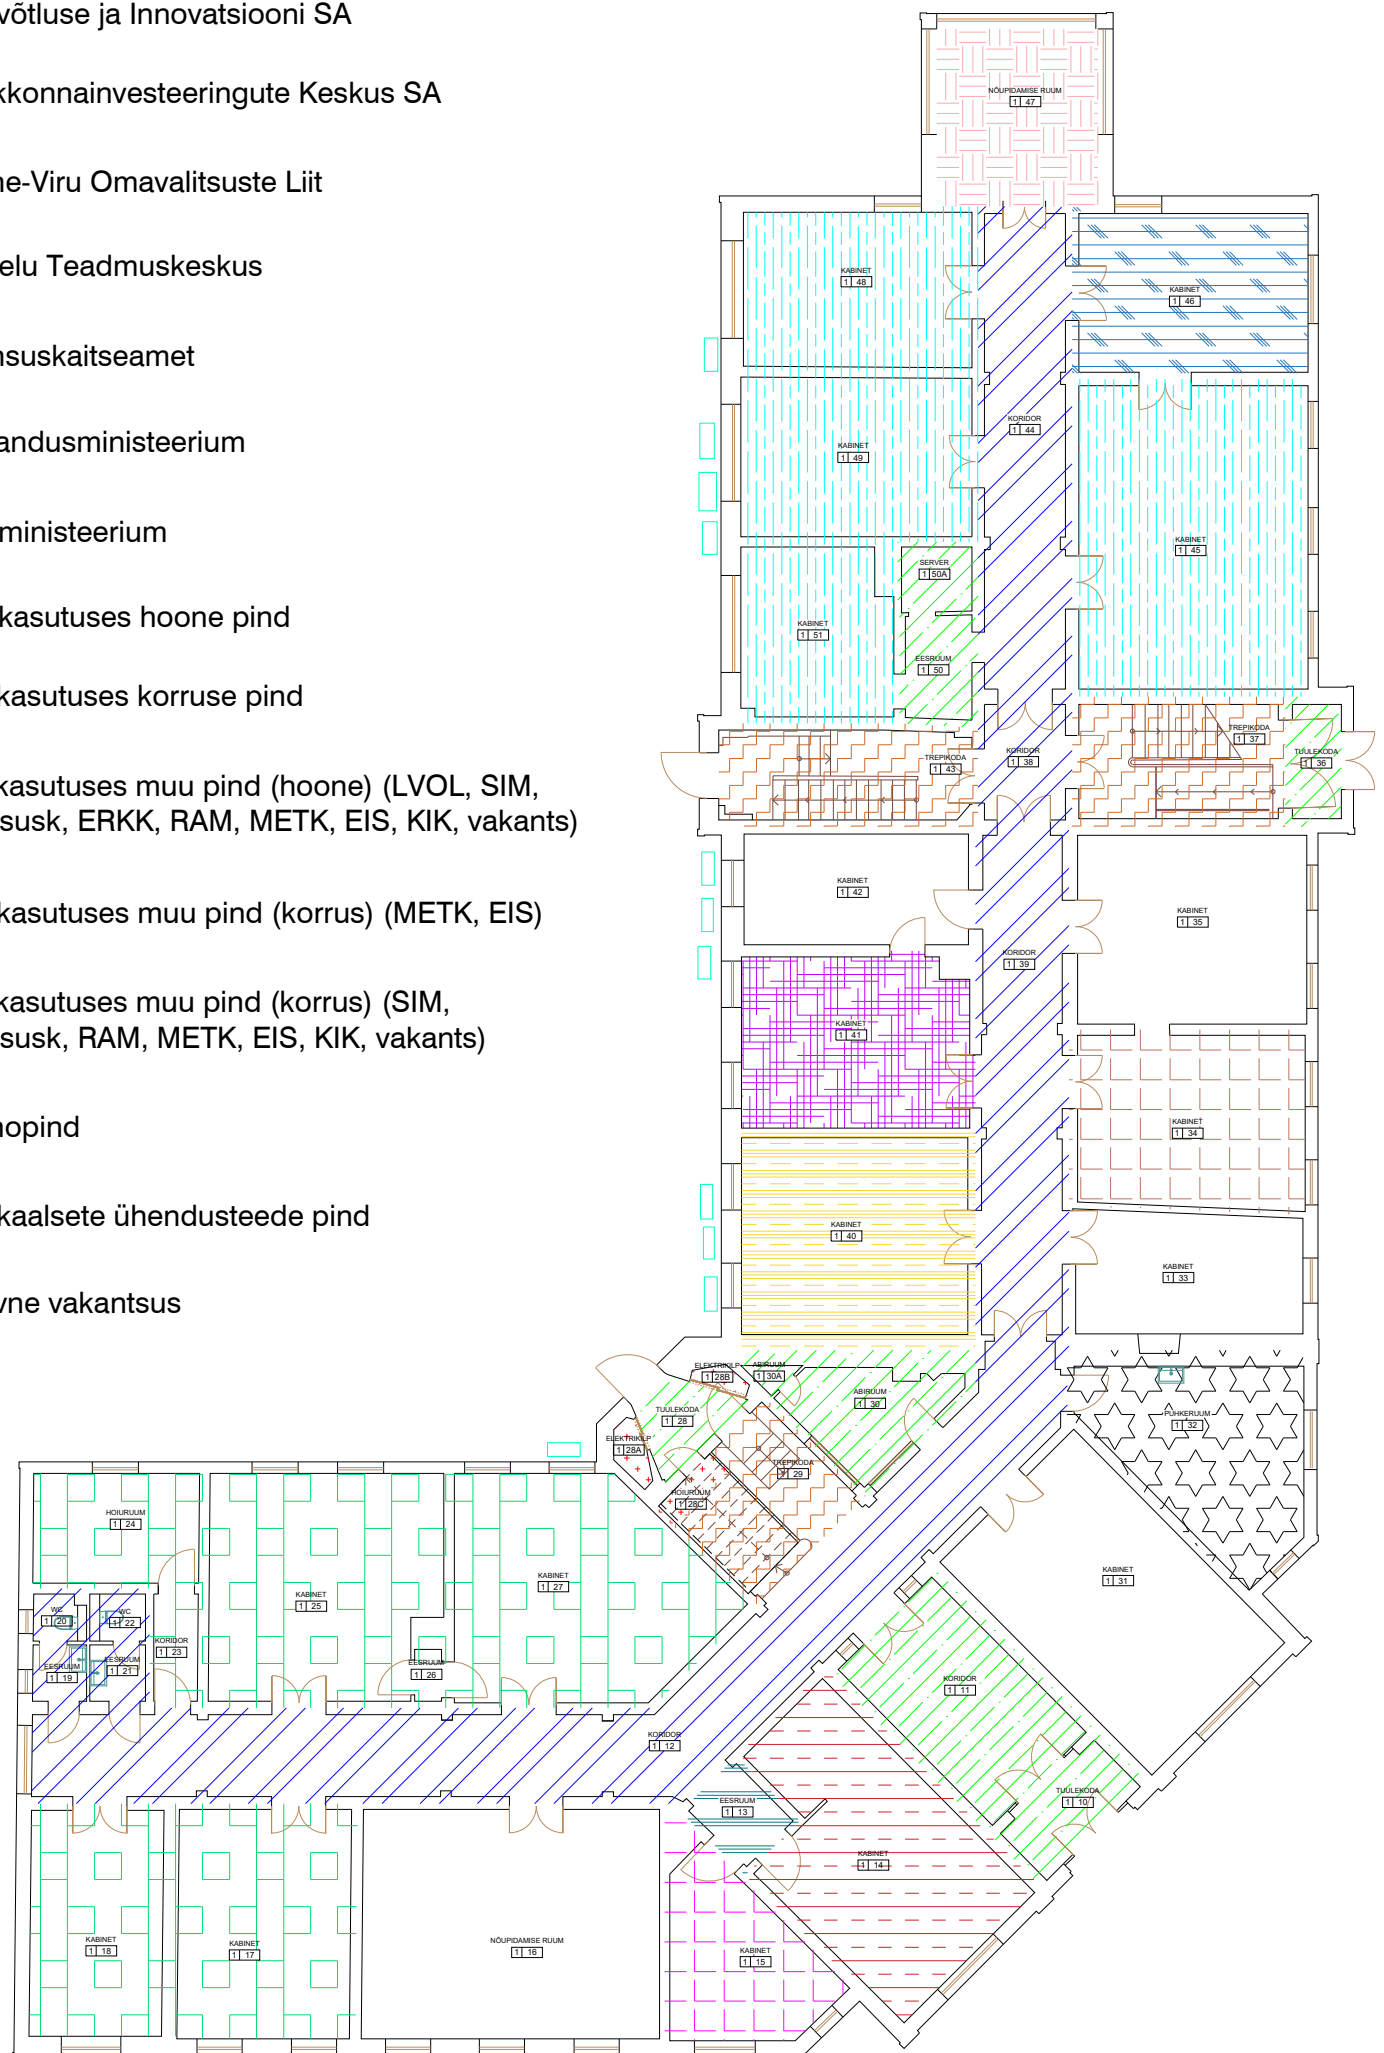 võtluse ja Innovatsiooni SA
kkonnainvesteeringute Keskus SA
ne-Viru Omavalitsuste Liit
elu Teadmuskeskus
nsuskaitseamet
andusministeerium
ministeerium
kasutuses hoone pind
kasutuses korruse pind
kasutuses muu pind (hoone) (LVOL, SIM,
susk, ERKK, RAM, METK, EIS, KIK, vakants)
kasutuses muu pind (korrus) (METK, EIS)
kasutuses muu pind (korrus) (SIM,
susk, RAM, METK, EIS, KIK, vakants)
nopind
kaalsete ühendusteede pind
vne vakantsus
NÕUPIDAMISE RUUM
1 47
KABINET
1 48
KABINET
1 46
KORIDOR
1 44
KABINET
1 49
KABINET
1 45
SERVER
1 50A
KABINET
1 51
EESRUUM
1 50
TREPIKODA
1 43
KORIDOR
1 38
TREPIKODA
1 37
TUULEKODA
1 36
KABINET
1 42
KABINET
1 35
KORIDOR
1 39
KABINET
1 41
KABINET
1 34
KABINET
1 40
KABINET
1 33
ELEKTRIKILP
1 28B
ABIRUUM
1 30A
ABIRUUM
1 30
TUULEKODA
1 28
PUHKERUUM
1 32
ELEKTRIKILP
1 28A
TREPIKODA
1 29
HOIURUUM
1 28C
HOIURUUM
1 24
KABINET
1 25
KABINET
1 27
KABINET
1 31
WC
1 20
WC
1 22
KORIDOR
1 23
EESRUUM
1 19
EESRUUM
1 21
EESRUUM
1 26
KORIDOR
1 11
KORIDOR
1 12
EESRUUM
1 13
TUULEKODA
1 10
KABINET
1 14
KABINET
1 18
KABINET
1 17
NÕUPIDAMISE RUUM
1 16
KABINET
1 15